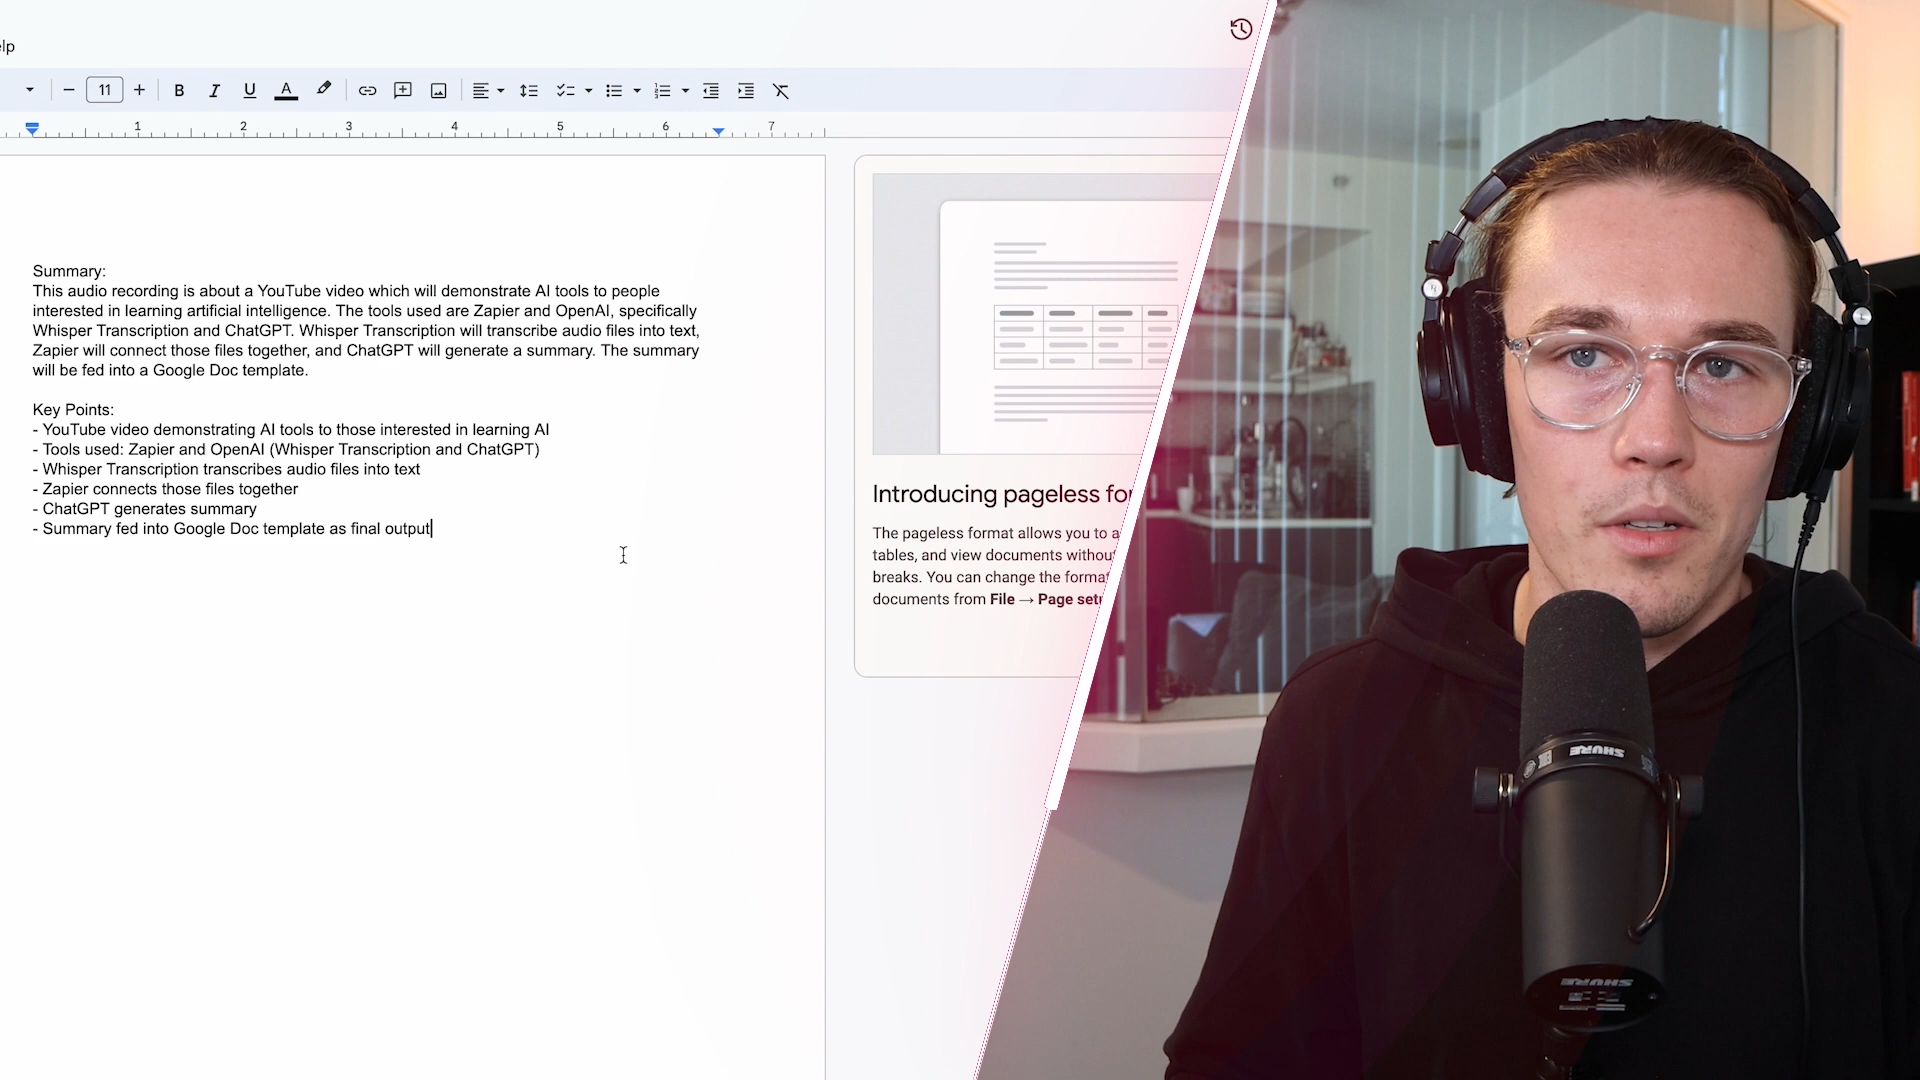 elp
11
1 2 3 4 5 6 7
Summary:
This audio recording is about a YouTube video which will demonstrate AI tools to people
interested in learning artificial intelligence. The tools used are Zapier and OpenAI, specifically
Whisper Transcription and ChatGPT. Whisper Transcription will transcribe audio files into text,
Zapier will connect those files together, and ChatGPT will generate a summary. The summary
will be fed into a Google Doc template.
Key Points:
- YouTube video demonstrating AI tools to those interested in learning AI
- Tools used: Zapier and OpenAI (Whisper Transcription and ChatGPT)
- Whisper Transcription transcribes audio files into text
- Zapier connects those files together
- ChatGPT generates summary
- Summary fed into Google Doc template as final output
Introducing pageless for
The pageless format allows you to a
tables, and view documents withou
breaks. You can change the format
documents from File → Page setu
SHURE
SHURE